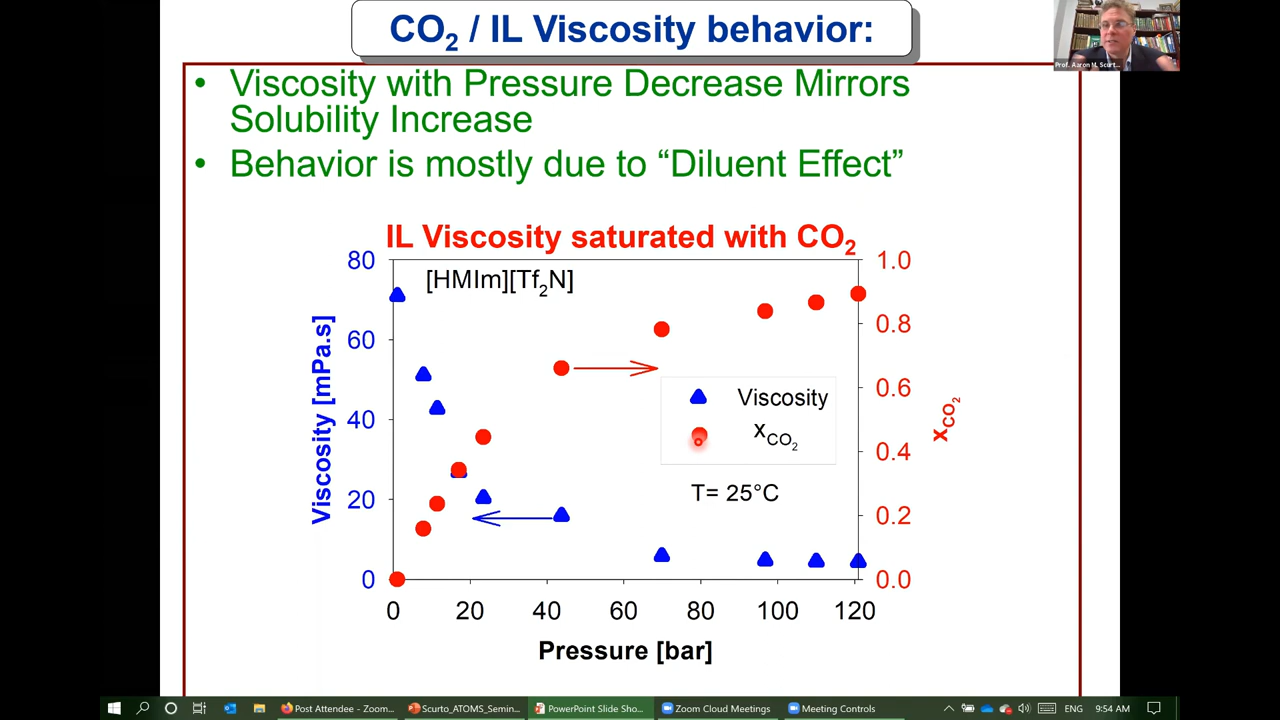 CO2 / IL Viscosity behavior:
Prof. Aaron M. Scurt...
• Viscosity with Pressure Decrease Mirrors
Solubility Increase
• Behavior is mostly due to “Diluent Effect”
IL Viscosity saturated with CO2
[HMIm][Tf2N]
80
60
40
20
0
Viscosity [mPa.s]
1.0
0.8
0.6
0.4
0.2
0.0
xCO2
Viscosity
xCO2
T= 25°C
0 20 40 60 80 100 120
Pressure [bar]
Post Attendee - Zoom... Scurto_ATOMS_Semin... PowerPoint Slide Sho... Zoom Cloud Meetings Meeting Controls ENG 9:54 AM